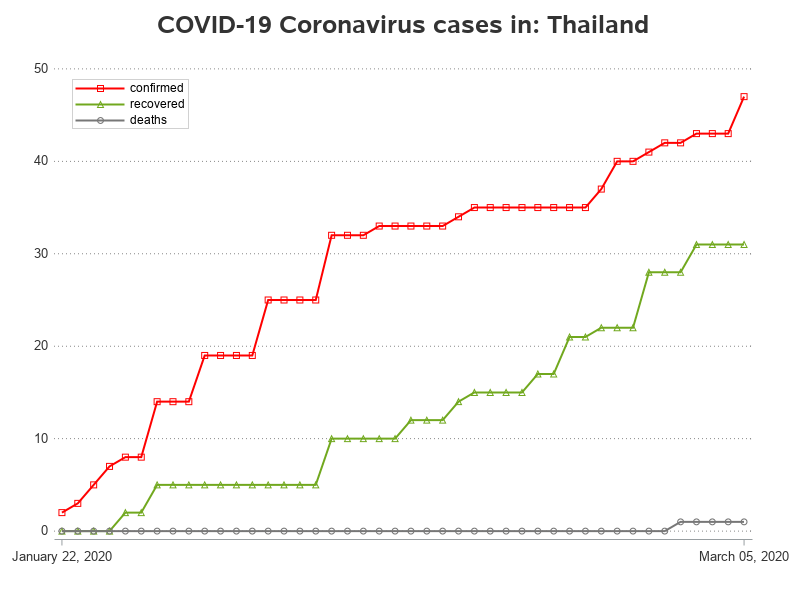 COVID-19 Coronavirus cases in: Thailand
50
confirmed
recovered
deaths
40
30
20
10
0
January 22, 2020
March 05, 2020